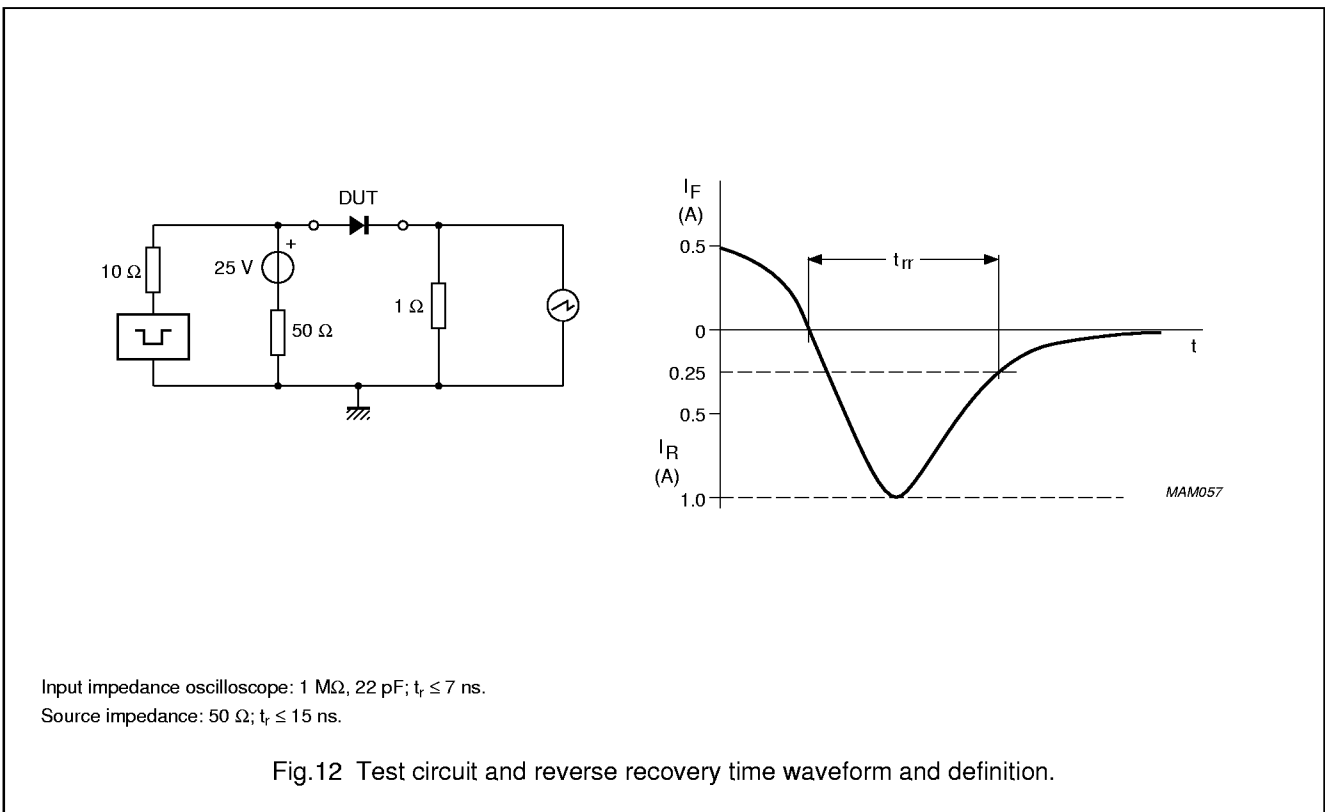 DUT
10 Ω
25 V
+
50 Ω
1 Ω
I_F
(A)
0.5
t_rr
0
t
0.25
0.5
I_R
(A)
1.0
MAM057
Input impedance oscilloscope: 1 MΩ, 22 pF; t_r ≤ 7 ns.
Source impedance: 50 Ω; t_r ≤ 15 ns.
Fig.12 Test circuit and reverse recovery time waveform and definition.